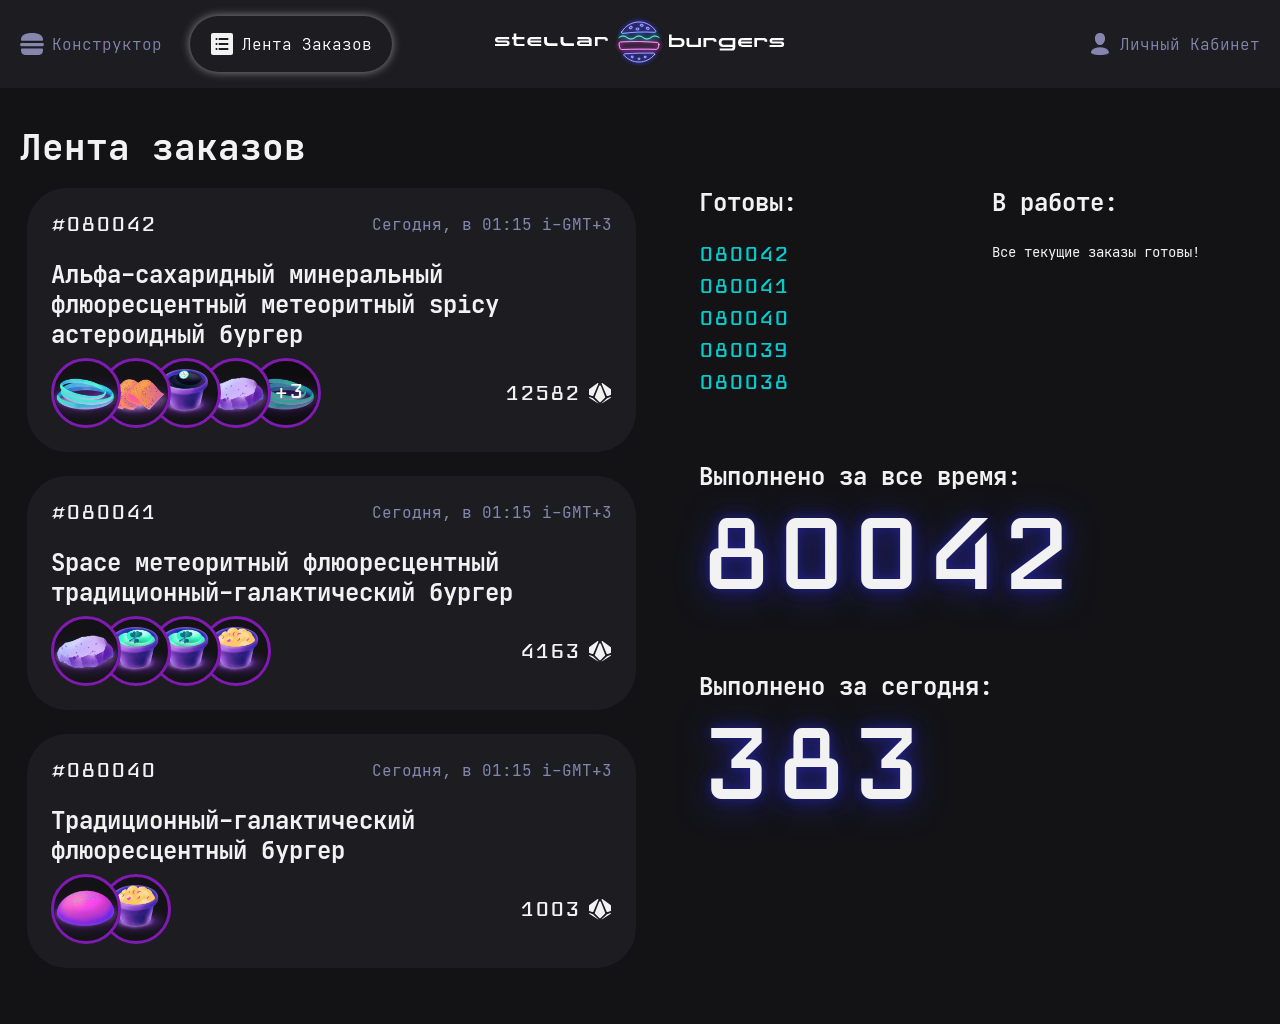 Конструктор
Лента Заказов
stellar burgers
Личный Кабинет
Лента заказов
#080042
Сегодня, в 01:15 i-GMT+3
Альфа-сахаридный минеральный
флюоресцентный метеоритный spicy
астероидный бургер
+3
12582
#080041
Сегодня, в 01:15 i-GMT+3
Space метеоритный флюоресцентный
традиционный-галактический бургер
4163
#080040
Сегодня, в 01:15 i-GMT+3
Традиционный-галактический
флюоресцентный бургер
1003
Готовы:
080042
080041
080040
080039
080038
В работе:
Все текущие заказы готовы!
Выполнено за все время:
80042
Выполнено за сегодня:
383